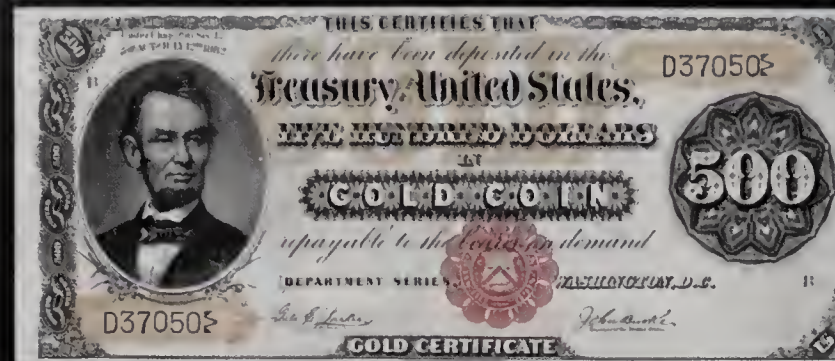 THIS CERTIFIES THAT
there have been deposited in the
Treasury United States,
FIVE HUNDRED DOLLARS
IN
GOLD COIN
repayable to the bearer on demand
DEPARTMENT SERIES. WASHINGTON, D.C.
D37050
D37050
500
B
B
GOLD CERTIFICATE